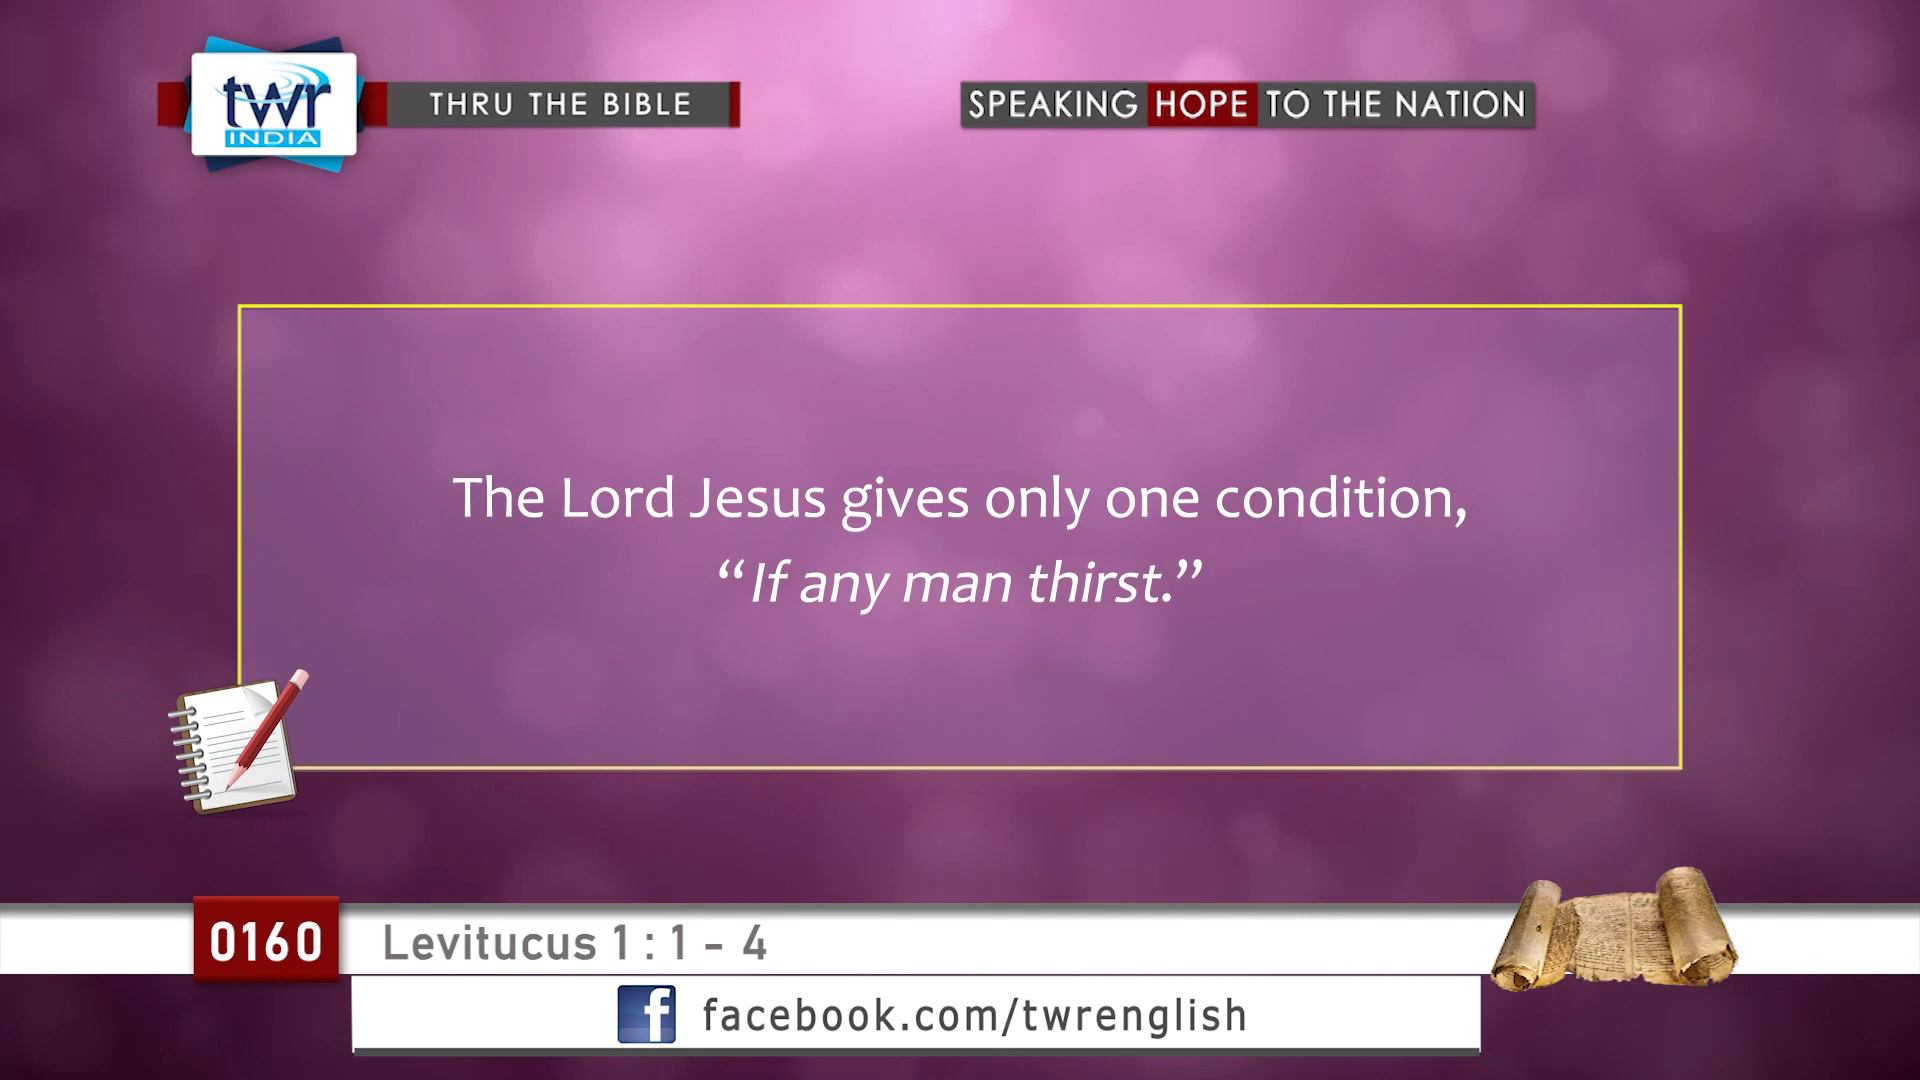 twr
INDIA
THRU THE BIBLE
SPEAKING HOPE TO THE NATION
The Lord Jesus gives only one condition,
“If any man thirst.”
0160
Levitucus 1 : 1 - 4
f
facebook.com/twrenglish